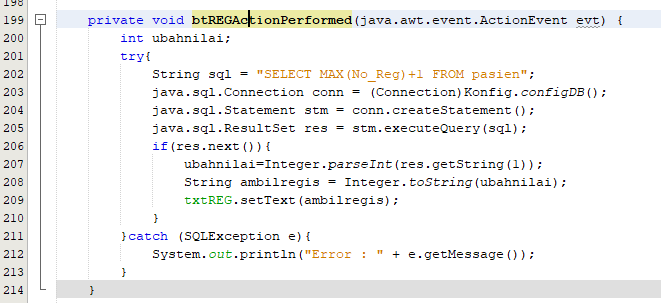 198
199 private void btREGActionPerformed(java.awt.event.ActionEvent evt) {
200 int ubahnilai;
201 try{
202 String sql = "SELECT MAX(No_Reg)+1 FROM pasien";
203 java.sql.Connection conn = (Connection)Konfig.configDB();
204 java.sql.Statement stm = conn.createStatement();
205 java.sql.ResultSet res = stm.executeQuery(sql);
206 if(res.next()){
207 ubahnilai=Integer.parseInt(res.getString(1));
208 String ambilregis = Integer.toString(ubahnilai);
209 txtREG.setText(ambilregis);
210 }
211 }catch (SQLException e){
212 System.out.println("Error : " + e.getMessage());
213 }
214 }